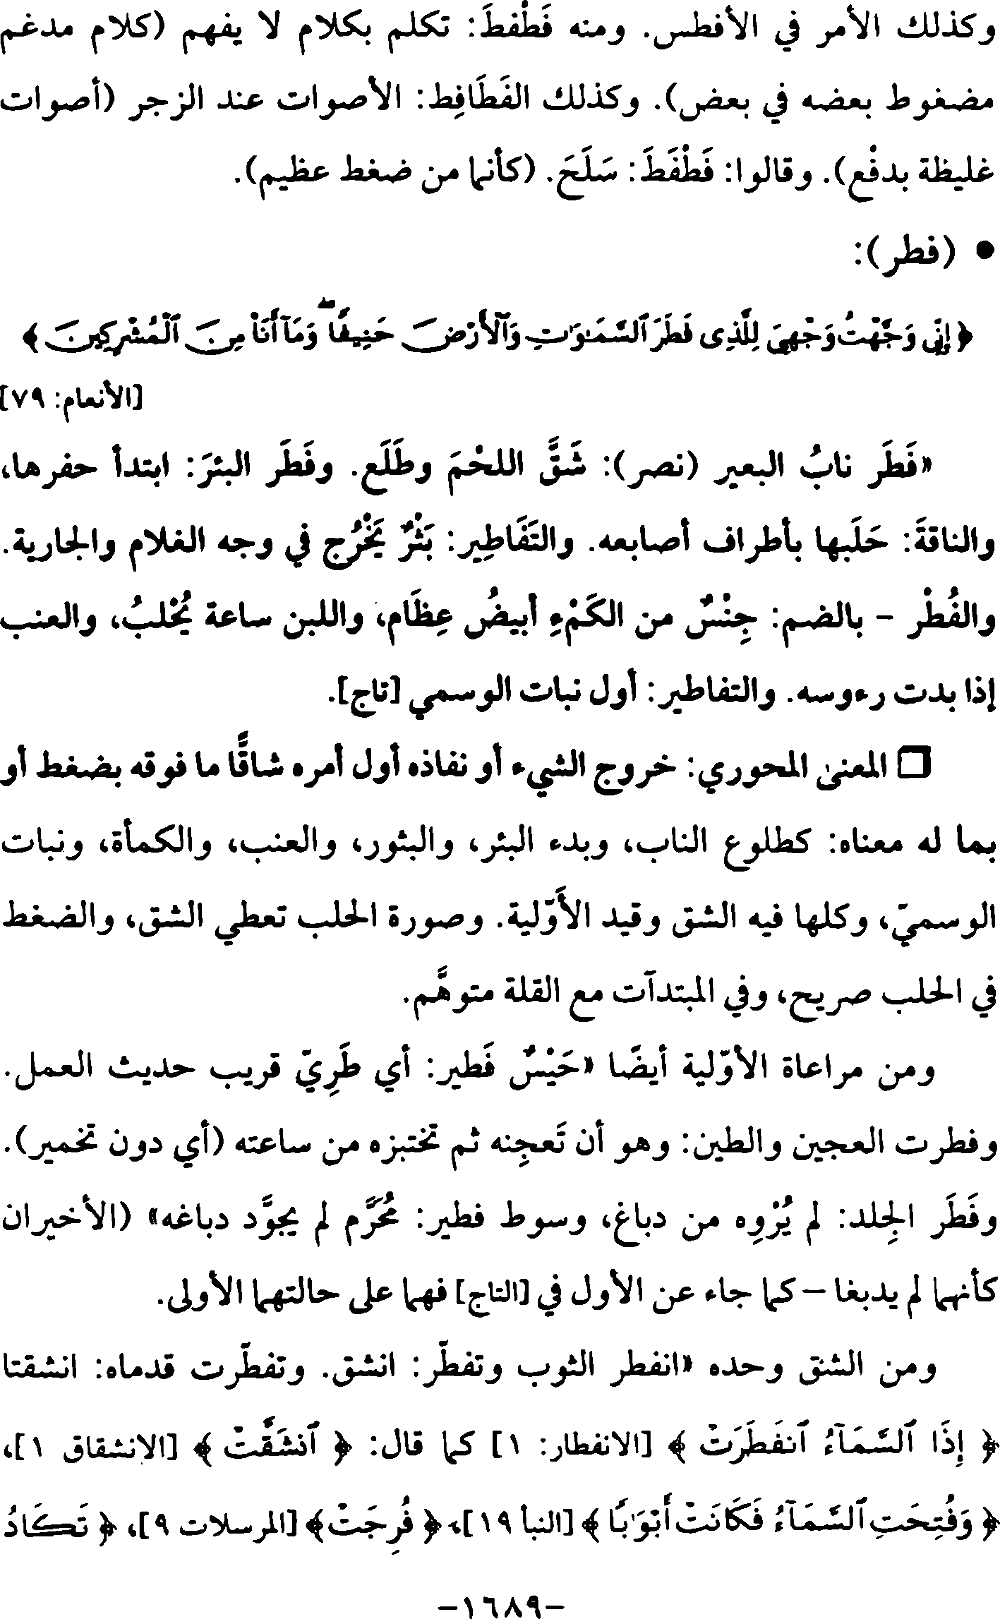 وكذلك الأمر في الأفطس. ومنه فَطْفَطَ: تكلم بكلام لا يفهم (كلام مدغم
مضغوط بعضه في بعض). وكذلك الفَطَافِط: الأصوات عند الزجر (أصوات
غليظة بدفْع). وقالوا: فَطْفَطَ: سَلَحَ. (كأنما من ضغط عظيم).
● (فطر):
﴿ إِنِّي وَجَّهْتُ وَجْهِيَ لِلَّذِي فَطَرَ ٱلسَّمَٰوَٰتِ وَٱلْأَرْضَ حَنِيفًا ۖ وَمَآ أَنَا۠ مِنَ ٱلْمُشْرِكِينَ ﴾
[الأنعام: ٧٩]
«فَطَر نابُ البعير (نصر): شَقَّ اللحْمَ وطَلَع. وفَطَر البئرَ: ابتدأ حفرها،
والناقةَ: حَلَبها بأطراف أصابعه. والتَفَاطِير: بَثْرٌ يَخْرُج في وجه الغلام والجارية.
والفُطْر – بالضم: جِنْسٌ من الكَمْءِ أبيضُ عِظَام، واللبن ساعة يُحْلبُ، والعنب
إذا بدت رءوسه. والتفاطير: أول نبات الوسمي [تاج].
□ المعنىٰ المحوري: خروج الشيء أو نفاذه أول أمره شاقًّا ما فوقه بضغط أو
بما له معناه: كطلوع الناب، وبدء البئر، والبثور، والعنب، والكمأة، ونبات
الوسميّ، وكلها فيه الشق وقيد الأَوّلية. وصورة الحلب تعطي الشق، والضغط
في الحلب صريح، وفي المبتدآت مع القلة متوهَّم.
ومن مراعاة الأوّلية أيضًا «حَيْسٌ فَطير: أي طَرِيّ قريب حديث العمل.
وفطرت العجين والطين: وهو أن تَعجِنه ثم تختبزه من ساعته (أي دون تخمير).
وفَطَر الجِلد: لم يُرْوِه من دباغ، وسوط فطير: مُحَرَّم لم يجوَّد دباغه» (الأخيران
كأنهما لم يدبغا – كما جاء عن الأول في [التاج] فهما على حالتهما الأولى.
ومن الشق وحده «انفطر الثوب وتفطّر: انشق. وتفطّرت قدماه: انشقتا
﴿ إِذَا ٱلسَّمَآءُ ٱنفَطَرَتْ ﴾ [الانفطار: ١] كما قال: ﴿ ٱنشَقَّتْ ﴾ [الانشقاق ١]،
﴿ وَفُتِحَتِ ٱلسَّمَآءُ فَكَانَتْ أَبْوَٰبًا ﴾ [النبأ ١٩]، ﴿ فُرِجَتْ ﴾ [المرسلات ٩]، ﴿ تَكَادُ
–١٦٨٩–